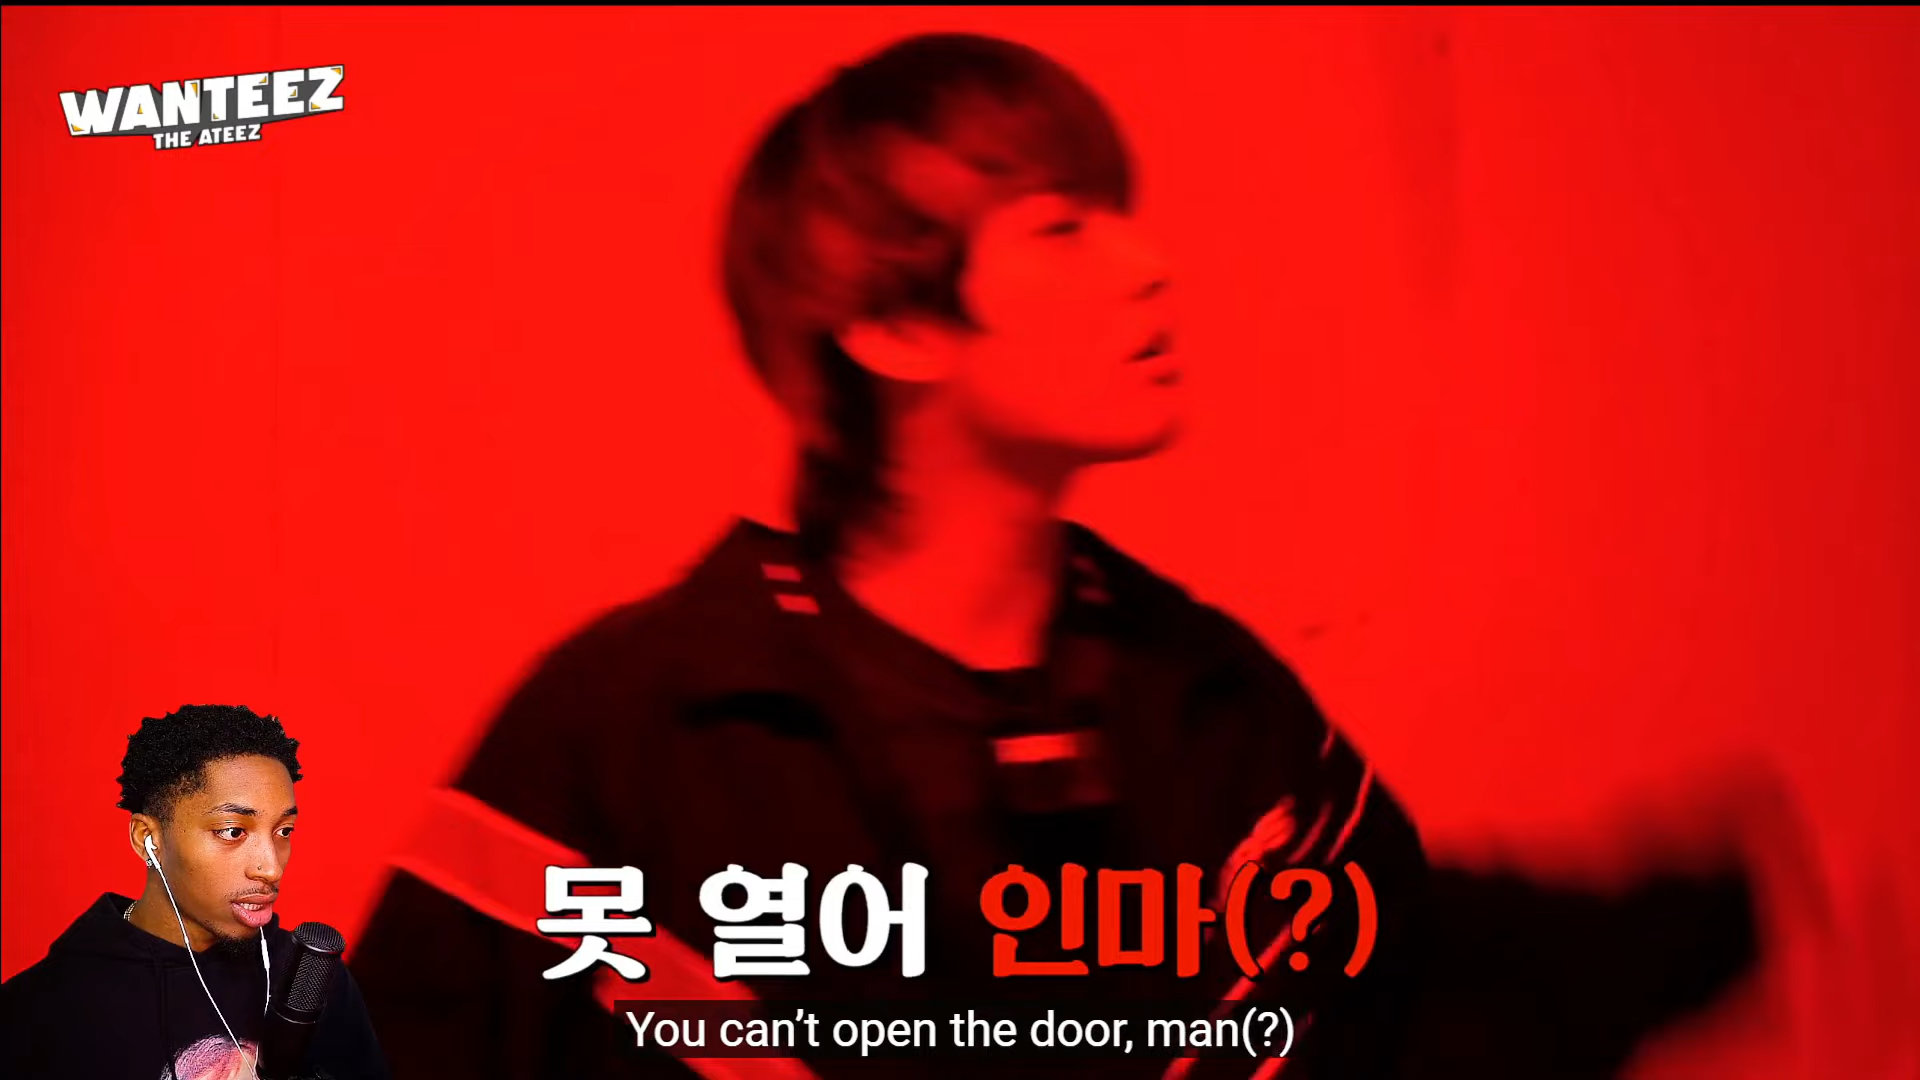 WANTEEZ
THE ATEEZ
못 열어 인마(?)
You can’t open the door, man(?)